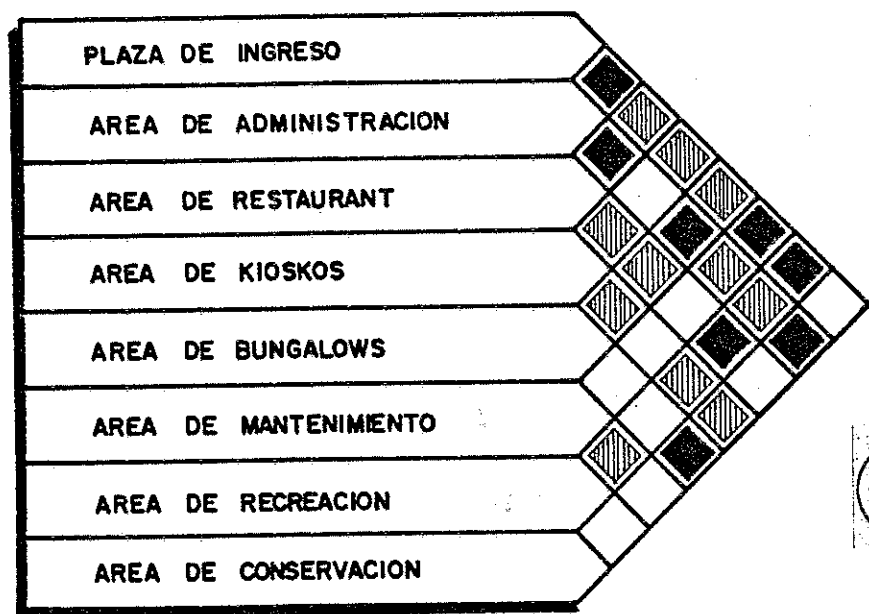 PLAZA DE INGRESO
AREA DE ADMINISTRACION
AREA DE RESTAURANT
AREA DE KIOSKOS
AREA DE BUNGALOWS
AREA DE MANTENIMIENTO
AREA DE RECREACION
AREA DE CONSERVACION